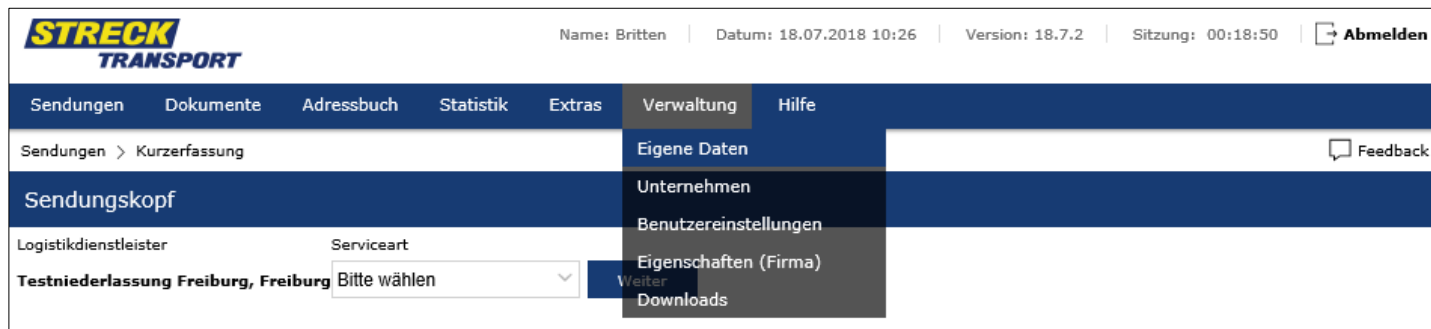 STRECK
TRANSPORT
Name: Britten Datum: 18.07.2018 10:26 Version: 18.7.2 Sitzung: 00:18:50 Abmelden
Sendungen Dokumente Adressbuch Statistik Extras Verwaltung Hilfe
Sendungen > Kurzerfassung Eigene Daten Feedback
Unternehmen
Sendungskopf
Benutzereinstellungen
Logistikdienstleister Serviceart
Eigenschaften (Firma)
Testniederlassung Freiburg, Freiburg Bitte wählen Weiter
Downloads